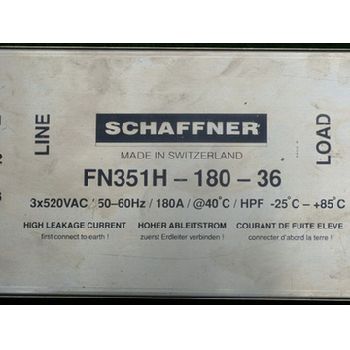 LINE
SCHAFFNER
LOAD
MADE IN SWITZERLAND
FN351H - 180 - 36
3x520VAC / 50-60Hz / 180A / @40°C / HPF -25°C - +85°C
HIGH LEAKAGE CURRENT HOHER ABLEITSTROM COURANT DE FUITE ELEVE
first connect to earth ! zuerst Erdleiter verbinden ! connecter d'abord la terre !